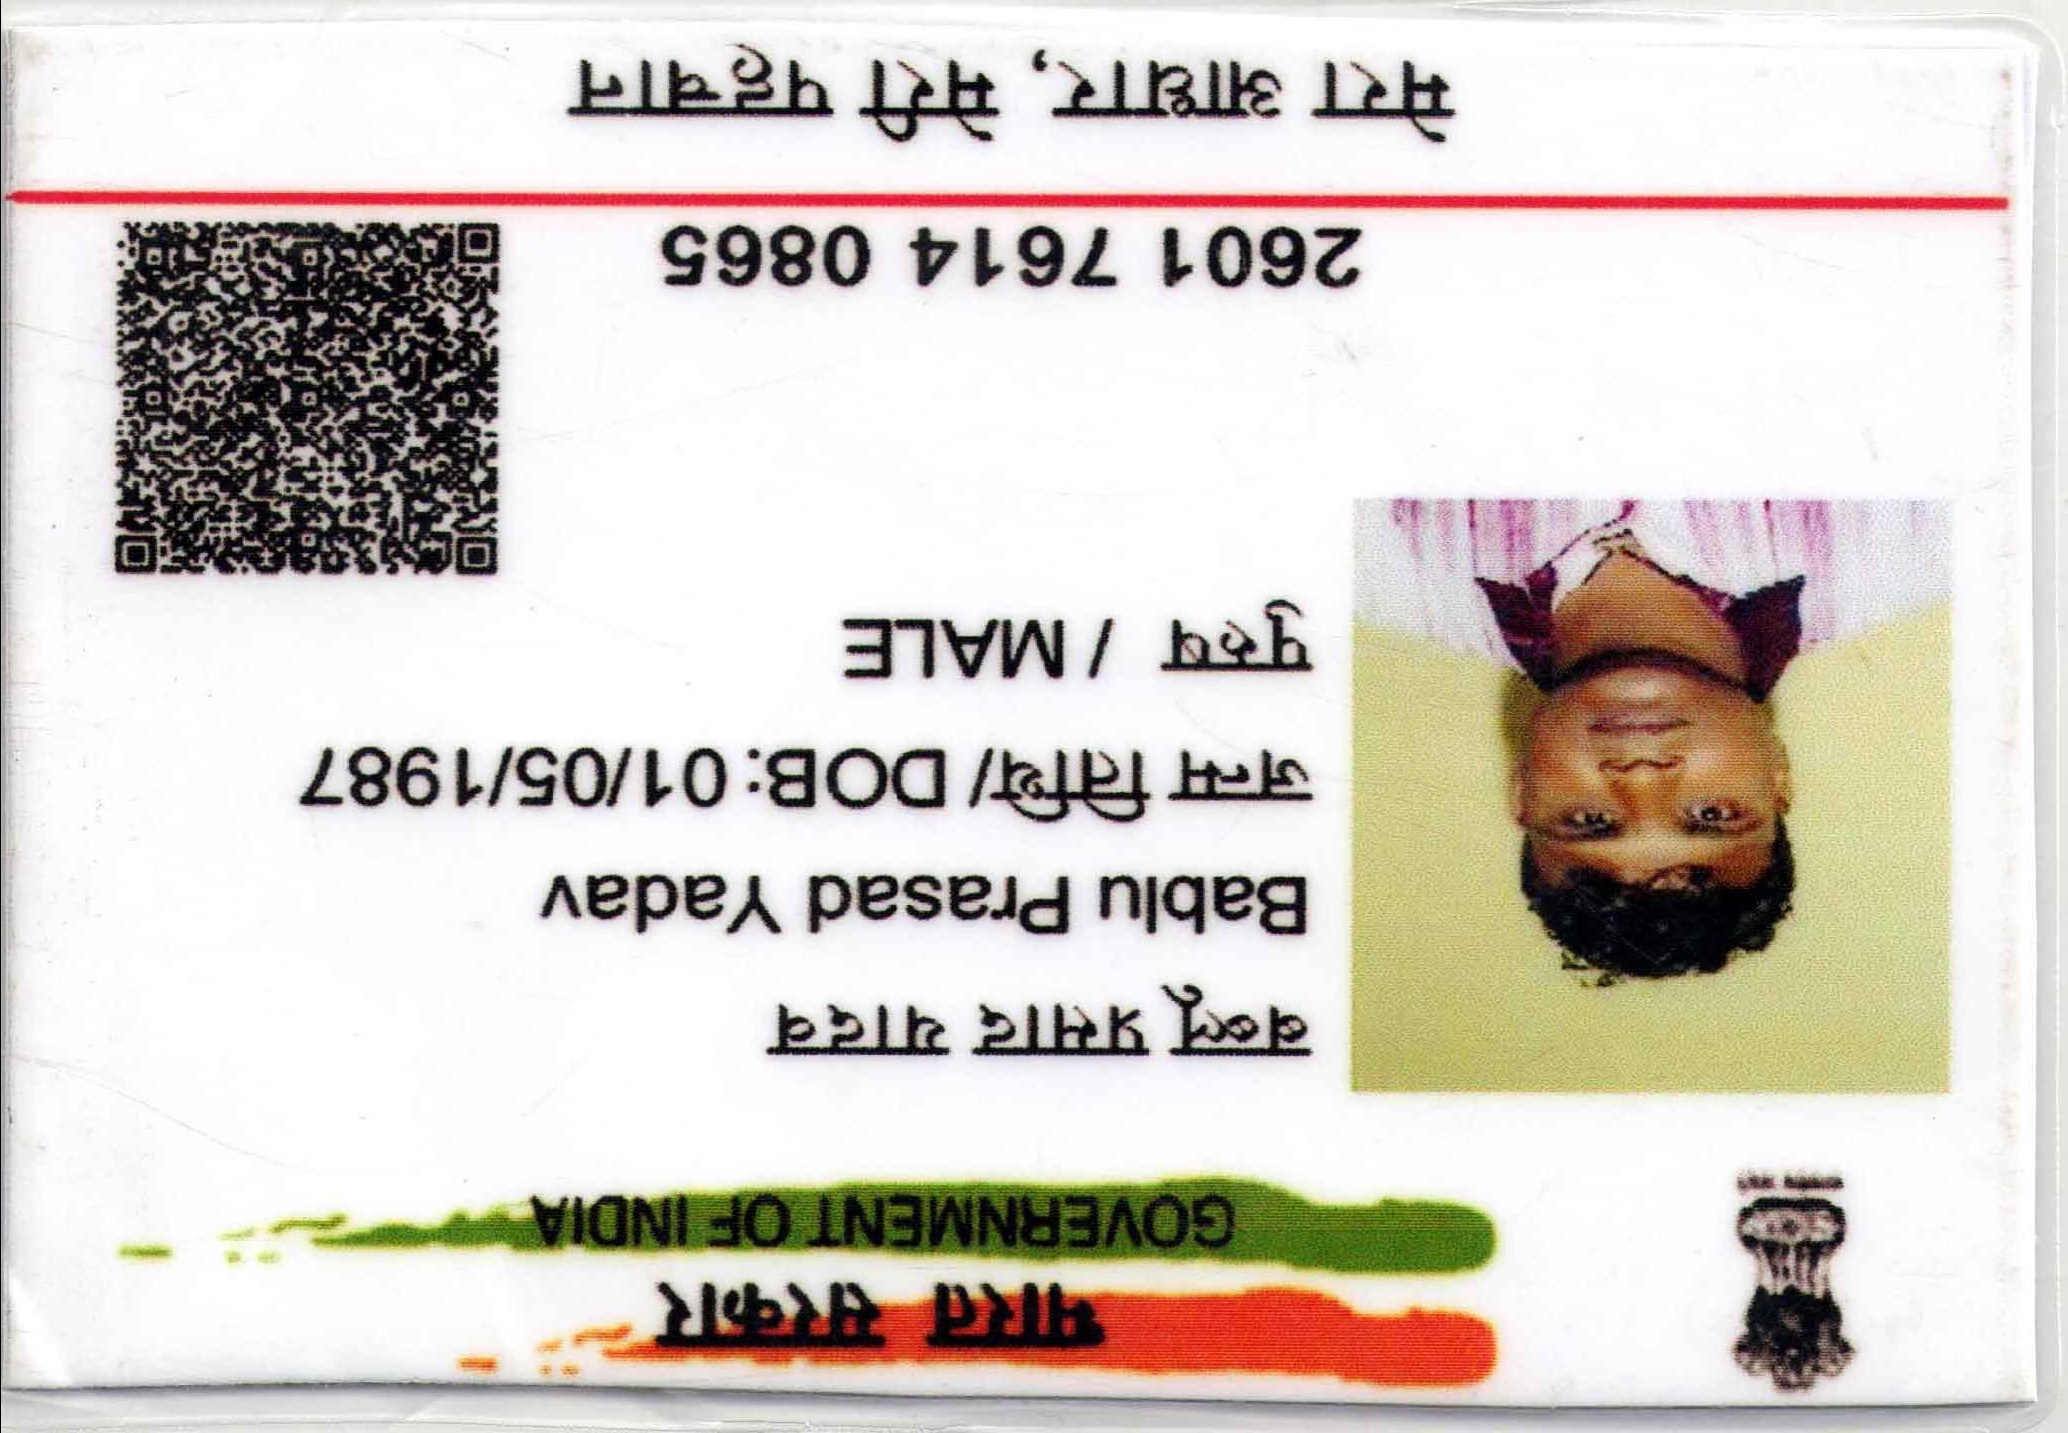 भारत सरकार
GOVERNMENT OF INDIA
बब्लू प्रसाद यादव
Bablu Prasad Yadav
जन्म तिथि/ DOB: 01/05/1987
पुरुष / MALE
2601 7614 0865
मेरा आधार, मेरी पहचान